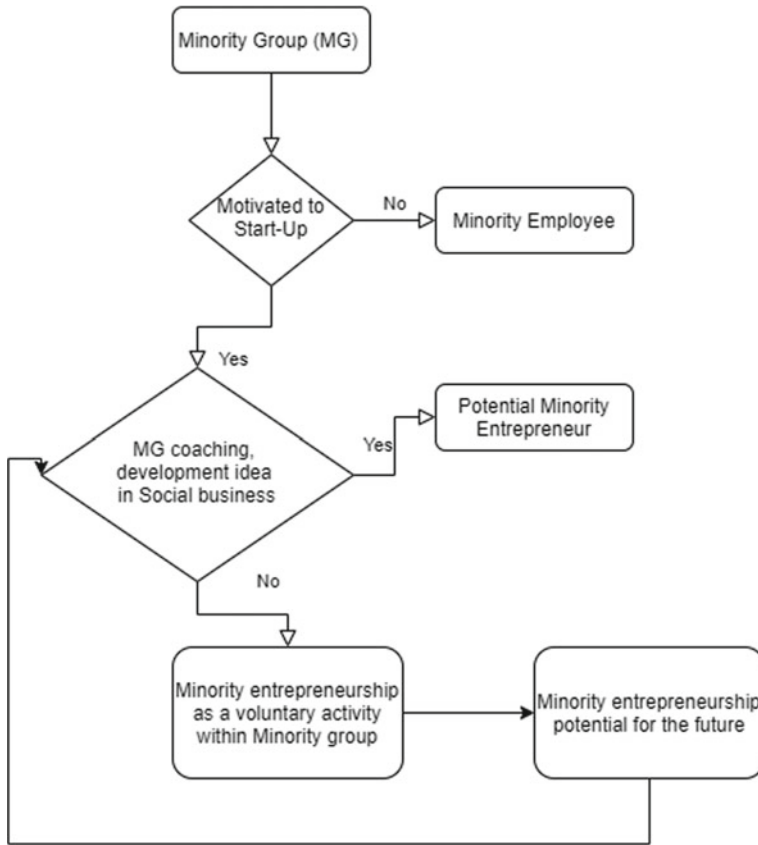 Minority Group (MG)
Motivated to
Start-Up
No
Minority Employee
Yes
MG coaching,
development idea
in Social business
Yes
Potential Minority
Entrepreneur
No
Minority entrepreneurship
as a voluntary activity
within Minority group
Minority entrepreneurship
potential for the future